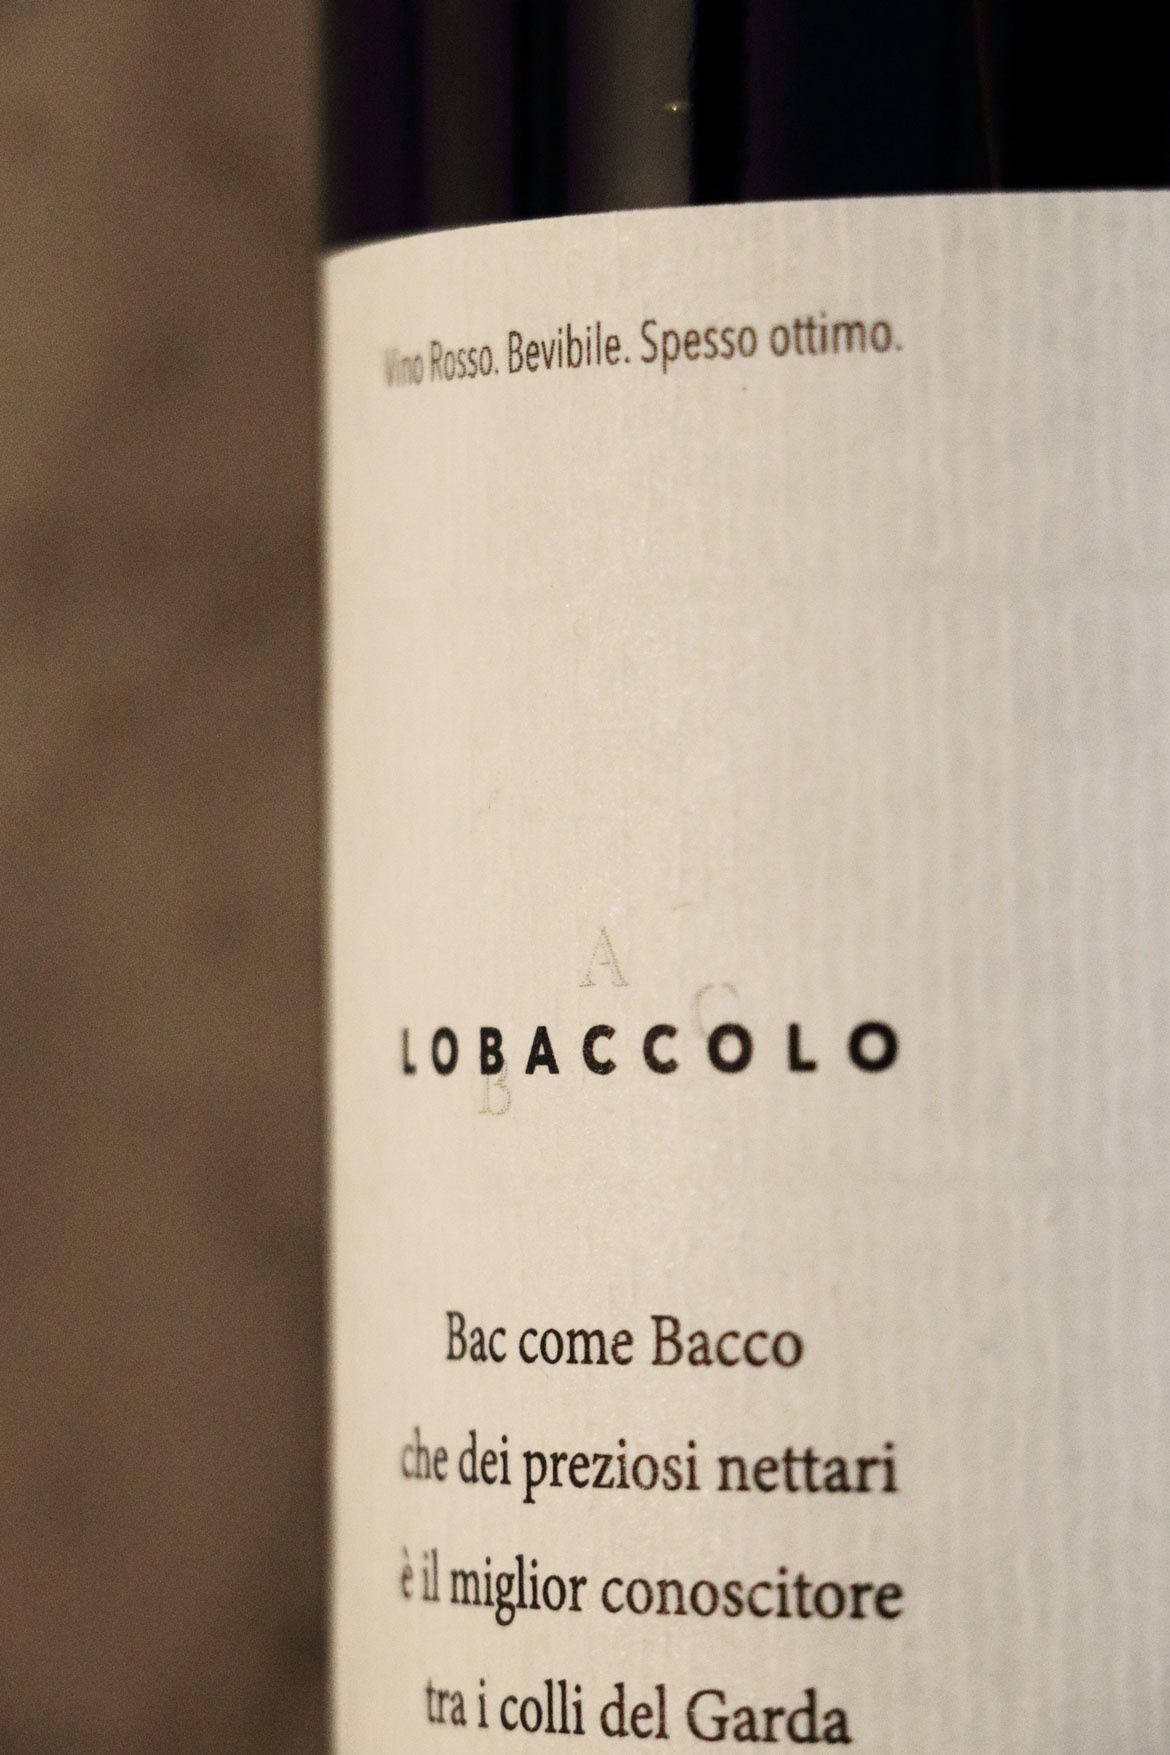 Vino Rosso. Bevibile. Spesso ottimo.
A
C
LOBACCOLO
B
Bac come Bacco
che dei preziosi nettari
è il miglior conoscitore
tra i colli del Garda